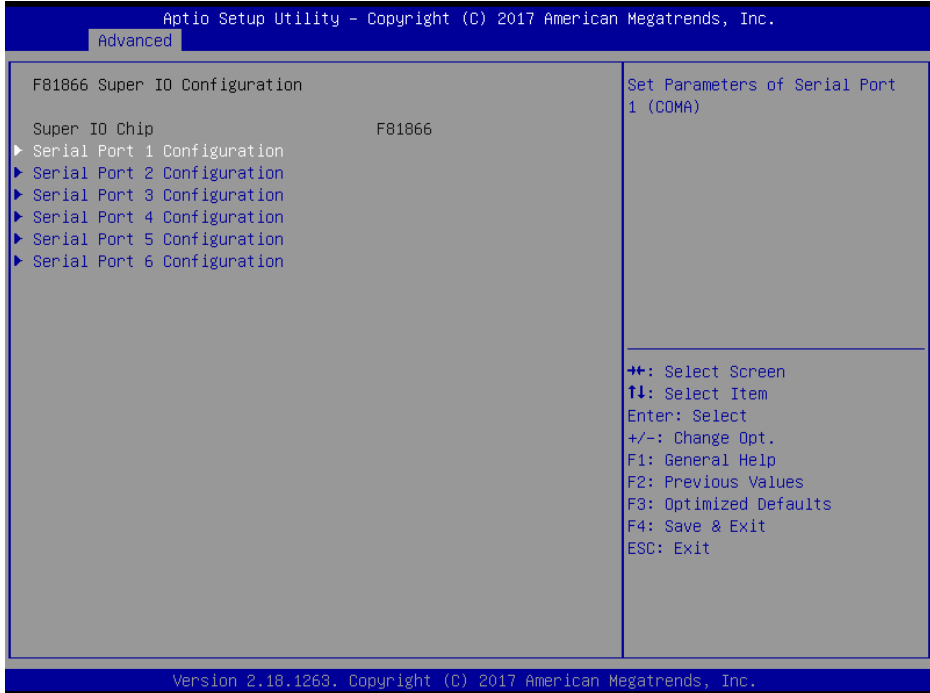 Aptio Setup Utility – Copyright (C) 2017 American Megatrends, Inc.
Advanced
F81866 Super IO Configuration
Super IO Chip F81866
▶ Serial Port 1 Configuration
▶ Serial Port 2 Configuration
▶ Serial Port 3 Configuration
▶ Serial Port 4 Configuration
▶ Serial Port 5 Configuration
▶ Serial Port 6 Configuration
Set Parameters of Serial Port
1 (COMA)
→←: Select Screen
↑↓: Select Item
Enter: Select
+/-: Change Opt.
F1: General Help
F2: Previous Values
F3: Optimized Defaults
F4: Save & Exit
ESC: Exit
Version 2.18.1263. Copyright (C) 2017 American Megatrends, Inc.